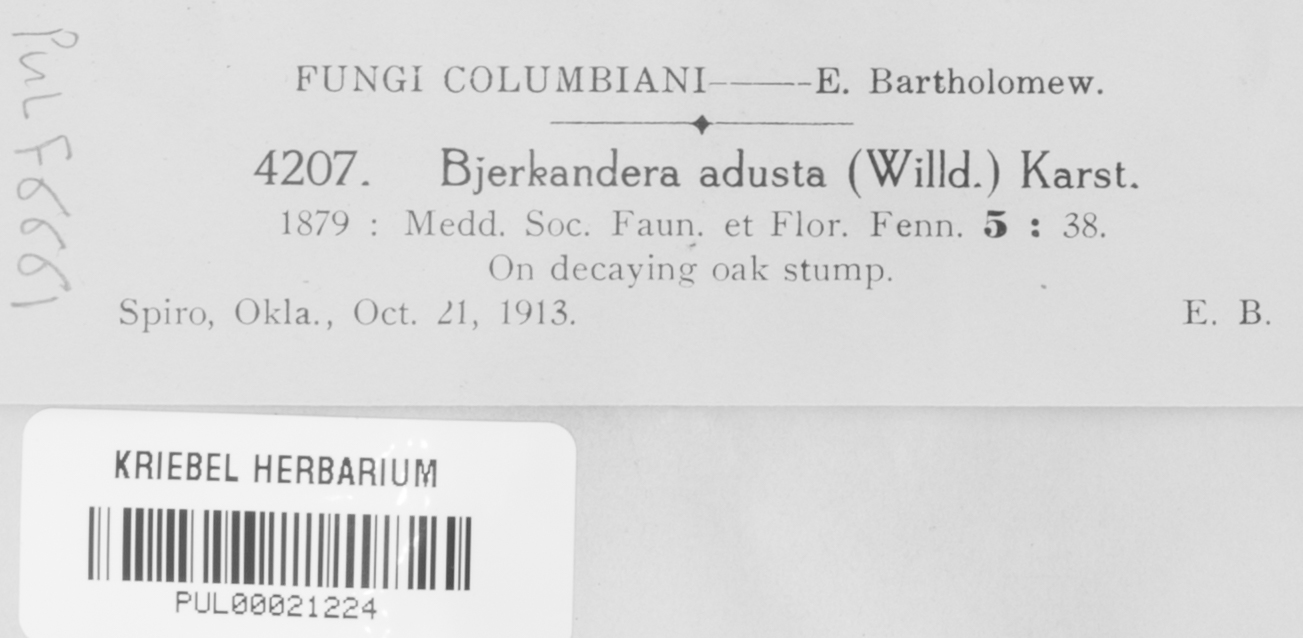 FUNGI COLUMBIANI———E. Bartholomew.
4207. Bjerkandera adusta (Willd.) Karst.
1879 : Medd. Soc. Faun. et Flor. Fenn. 5 : 38.
On decaying oak stump.
Spiro, Okla., Oct. 21, 1913. E. B.
PUL F6661
KRIEBEL HERBARIUM
PUL00021224